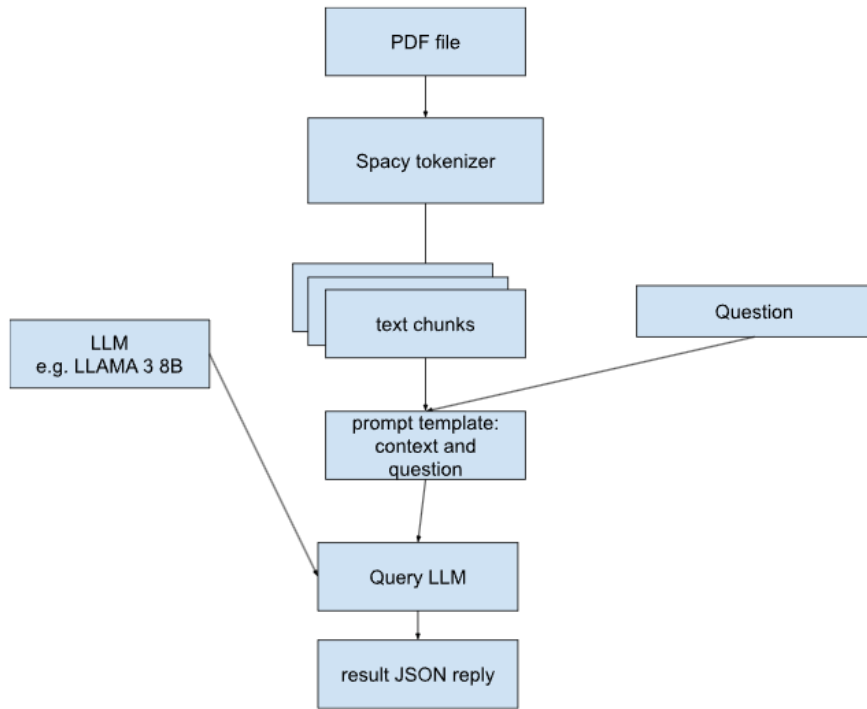 PDF file
Spacy tokenizer
text chunks
Question
LLM
e.g. LLAMA 3 8B
prompt template:
context and
question
Query LLM
result JSON reply